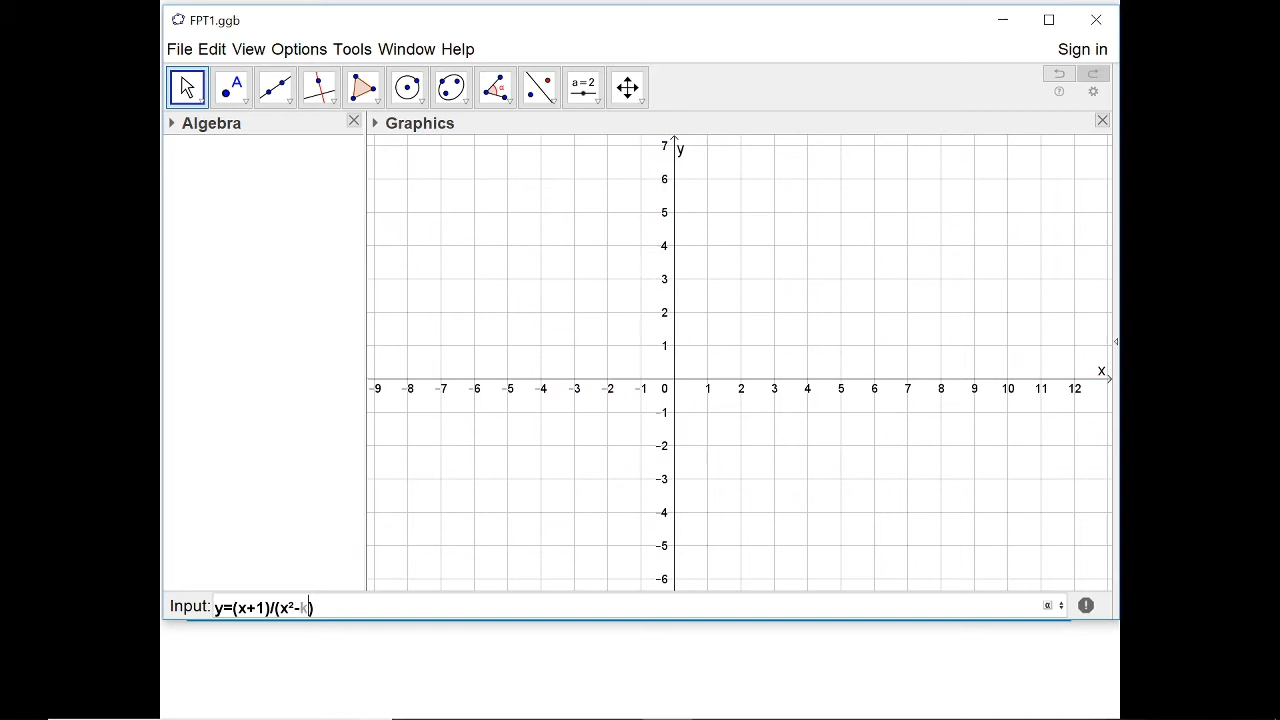 FPT1.ggb
File Edit View Options Tools Window Help
Sign in
A
α
a=2
Algebra
Graphics
y
7
6
5
4
3
2
1
x
−9 −8 −7 −6 −5 −4 −3 −2 −1 0 1 2 3 4 5 6 7 8 9 10 11 12
−1
−2
−3
−4
−5
−6
Input: y=(x+1)/(x²-k)
α